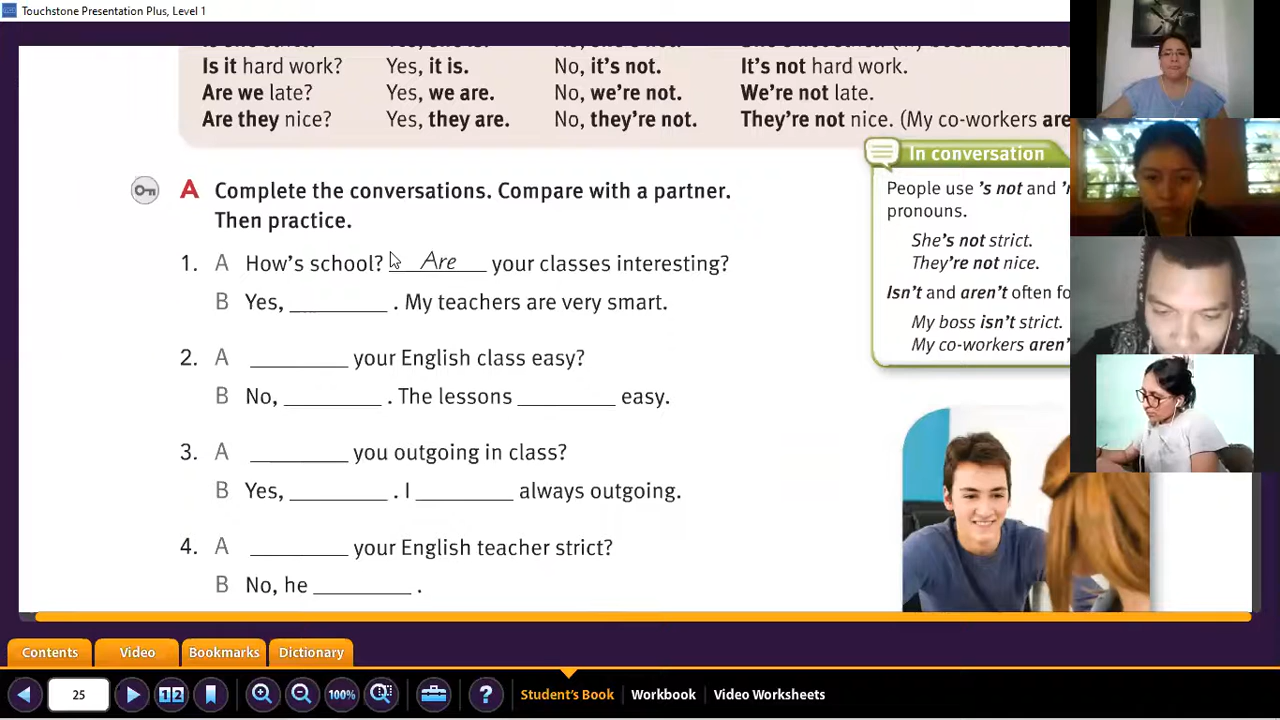 Touchstone Presentation Plus, Level 1
Is it hard work? Yes, it is. No, it's not. It's not hard work.
Are we late? Yes, we are. No, we're not. We're not late.
Are they nice? Yes, they are. No, they're not. They're not nice. (My co-workers are
In conversation
People use 's not and
pronouns.
She's not strict.
They're not nice.
Isn't and aren't often
My boss isn't strict.
My co-workers aren'
A Complete the conversations. Compare with a partner.
Then practice.
1. A How's school? Are your classes interesting?
B Yes, ________ . My teachers are very smart.
2. A ________ your English class easy?
B No, ________ . The lessons ________ easy.
3. A ________ you outgoing in class?
B Yes, ________ . I ________ always outgoing.
4. A ________ your English teacher strict?
B No, he ________ .
Contents Video Bookmarks Dictionary
25 1 2 100% ? Student's Book Workbook Video Worksheets